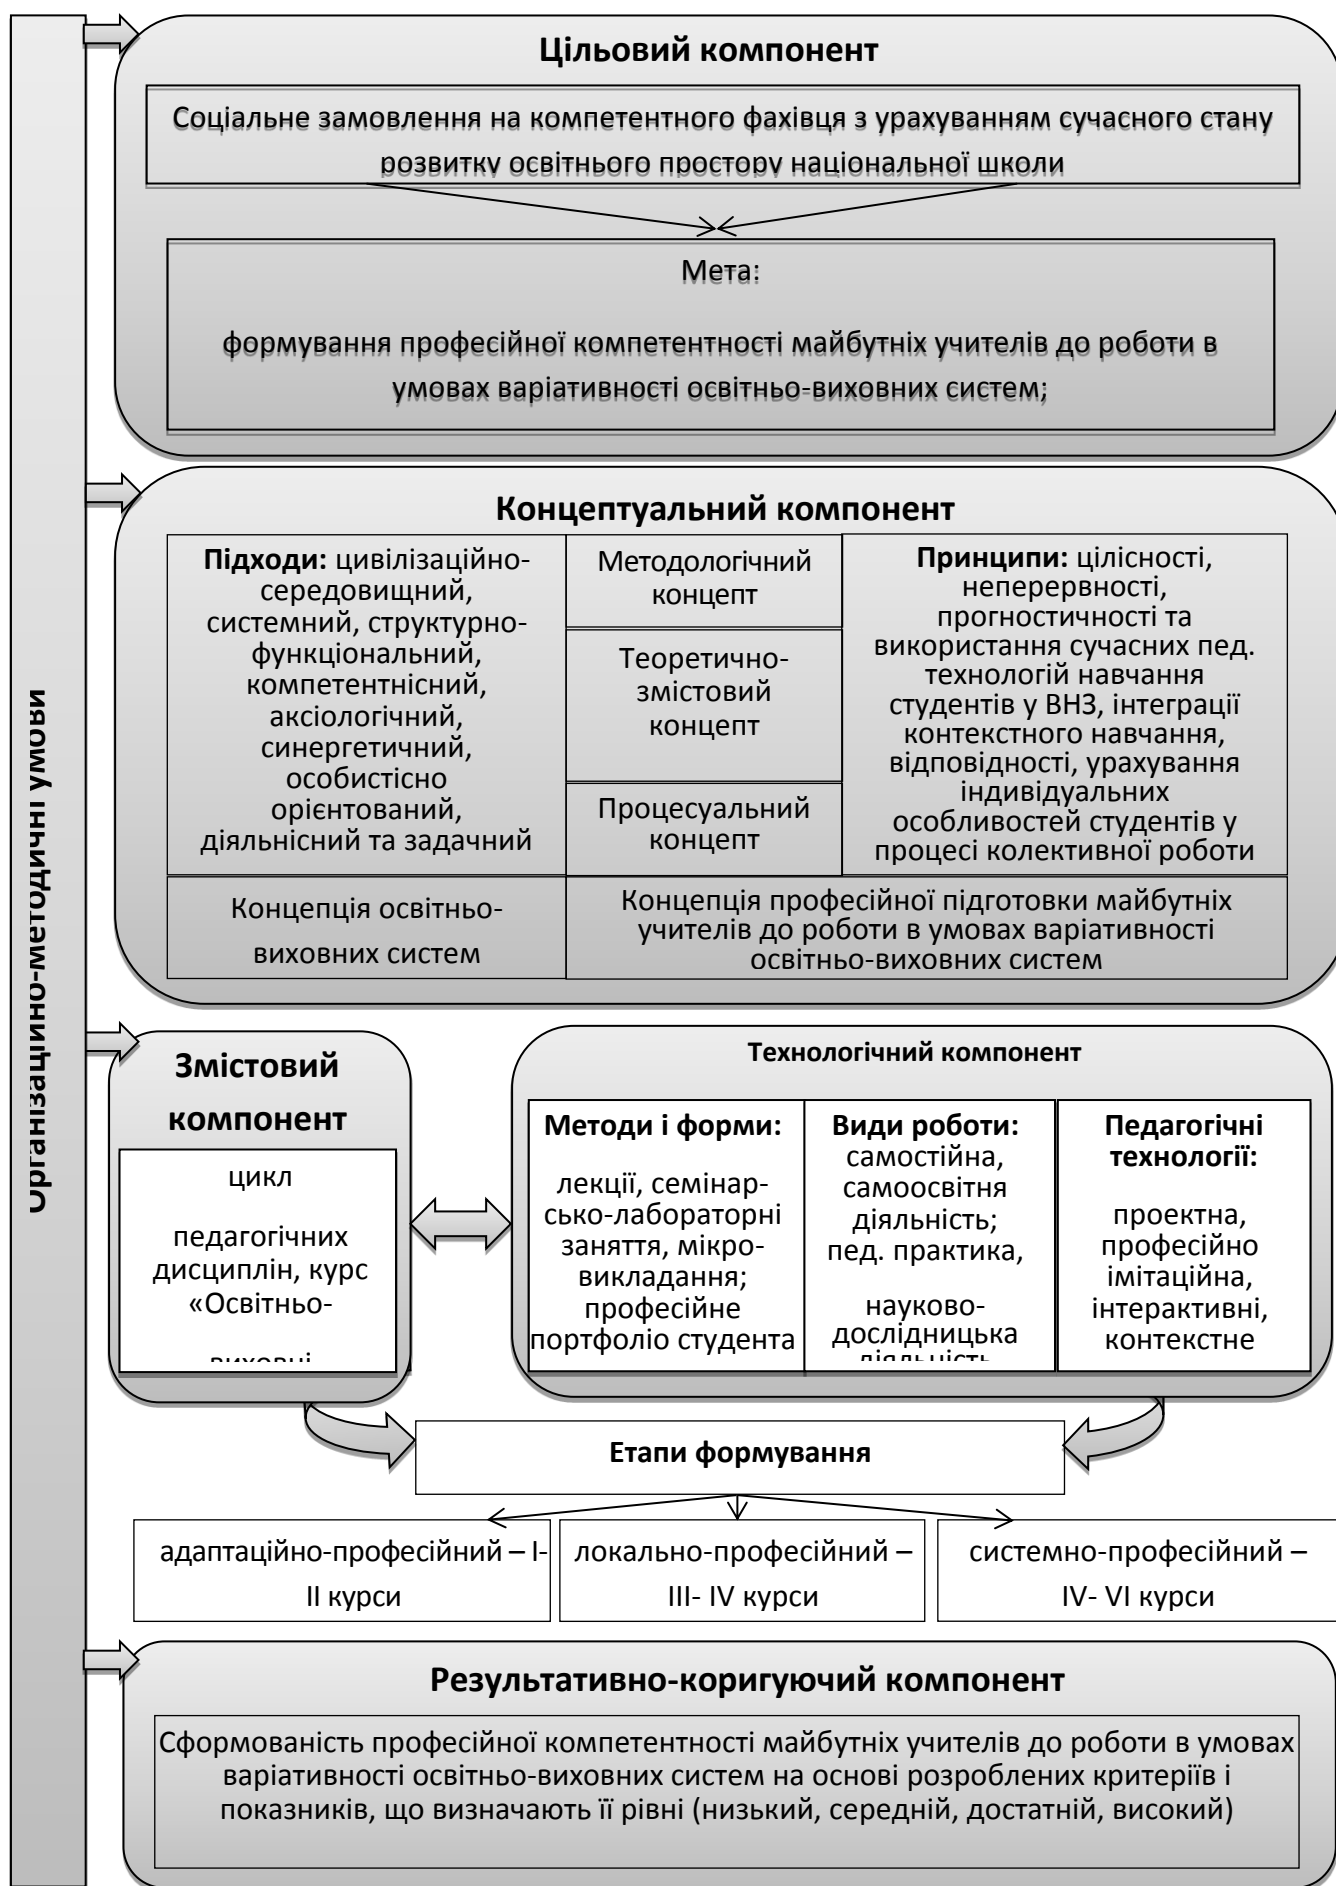 Організаційно-методичні умови
Цільовий компонент
Соціальне замовлення на компетентного фахівця з урахуванням сучасного стану
розвитку освітнього простору національної школи
Мета:
формування професійної компетентності майбутніх учителів до роботи в
умовах варіативності освітньо-виховних систем;
Концептуальний компонент
Підходи: цивілізаційно-
середовищний,
системний, структурно-
функціональний,
компетентнісний,
аксіологічний,
синергетичний,
особистісно
орієнтований,
діяльнісний та задачний
Методологічний
концепт
Теоретично-
змістовий
концепт
Процесуальний
концепт
Принципи: цілісності,
неперервності,
прогностичності та
використання сучасних пед.
технологій навчання
студентів у ВНЗ, інтеграції
контекстного навчання,
відповідності, урахування
індивідуальних
особливостей студентів у
процесі колективної роботи
Концепція освітньо-
виховних систем
Концепція професійної підготовки майбутніх
учителів до роботи в умовах варіативності
освітньо-виховних систем
Змістовий
компонент
цикл
педагогічних
дисциплін, курс
«Освітньо-
виховні
Технологічний компонент
Методи і форми:
лекції, семінар-
сько-лабораторні
заняття, мікро-
викладання;
професійне
портфоліо студента
Види роботи:
самостійна,
самоосвітня
діяльність;
пед. практика,
науково-
дослідницька
діяльність
Педагогічні
технології:
проектна,
професійно
імітаційна,
інтерактивні,
контекстне
Етапи формування
адаптаційно-професійний – І-
ІІ курси
локально-професійний –
ІІІ- ІV курси
системно-професійний –
ІV- VІ курси
Результативно-коригуючий компонент
Сформованість професійної компетентності майбутніх учителів до роботи в умовах
варіативності освітньо-виховних систем на основі розроблених критеріїв і
показників, що визначають її рівні (низький, середній, достатній, високий)